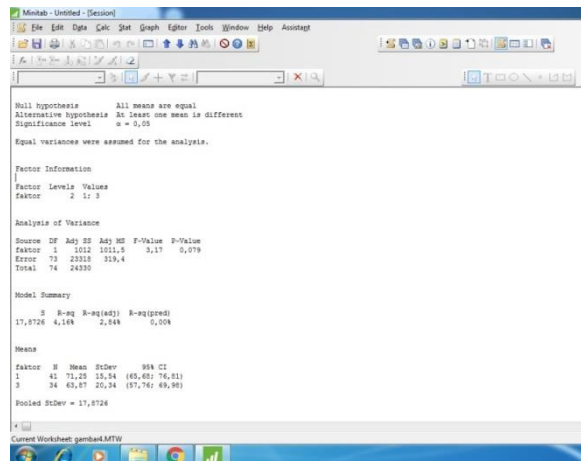 Minitab - Untitled - [Session]
File Edit Data Calc Stat Graph Editor Tools Window Help Assistant
Null hypothesis All means are equal
Alternative hypothesis At least one mean is different
Significance level α = 0,05
Equal variances were assumed for the analysis.
Factor Information
Factor Levels Values
faktor 2 1; 3
Analysis of Variance
Source DF Adj SS Adj MS F-Value P-Value
faktor 1 1012 1011,5 3,17 0,079
Error 73 23318 319,4
Total 74 24330
Model Summary
S R-sq R-sq(adj) R-sq(pred)
17,8726 4,16% 2,84% 0,00%
Means
faktor N Mean StDev 95% CI
1 41 71,25 15,54 (65,68; 76,81)
3 34 63,87 20,34 (57,76; 69,98)
Pooled StDev = 17,8726
Current Worksheet: gambar4.MTW